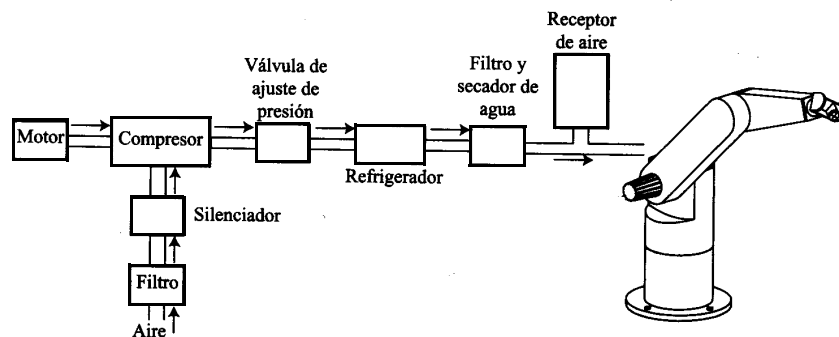 Receptor
de aire
Válvula de
ajuste de
presión
Filtro y
secador de
agua
Motor
Compresor
Refrigerador
Silenciador
Filtro
Aire